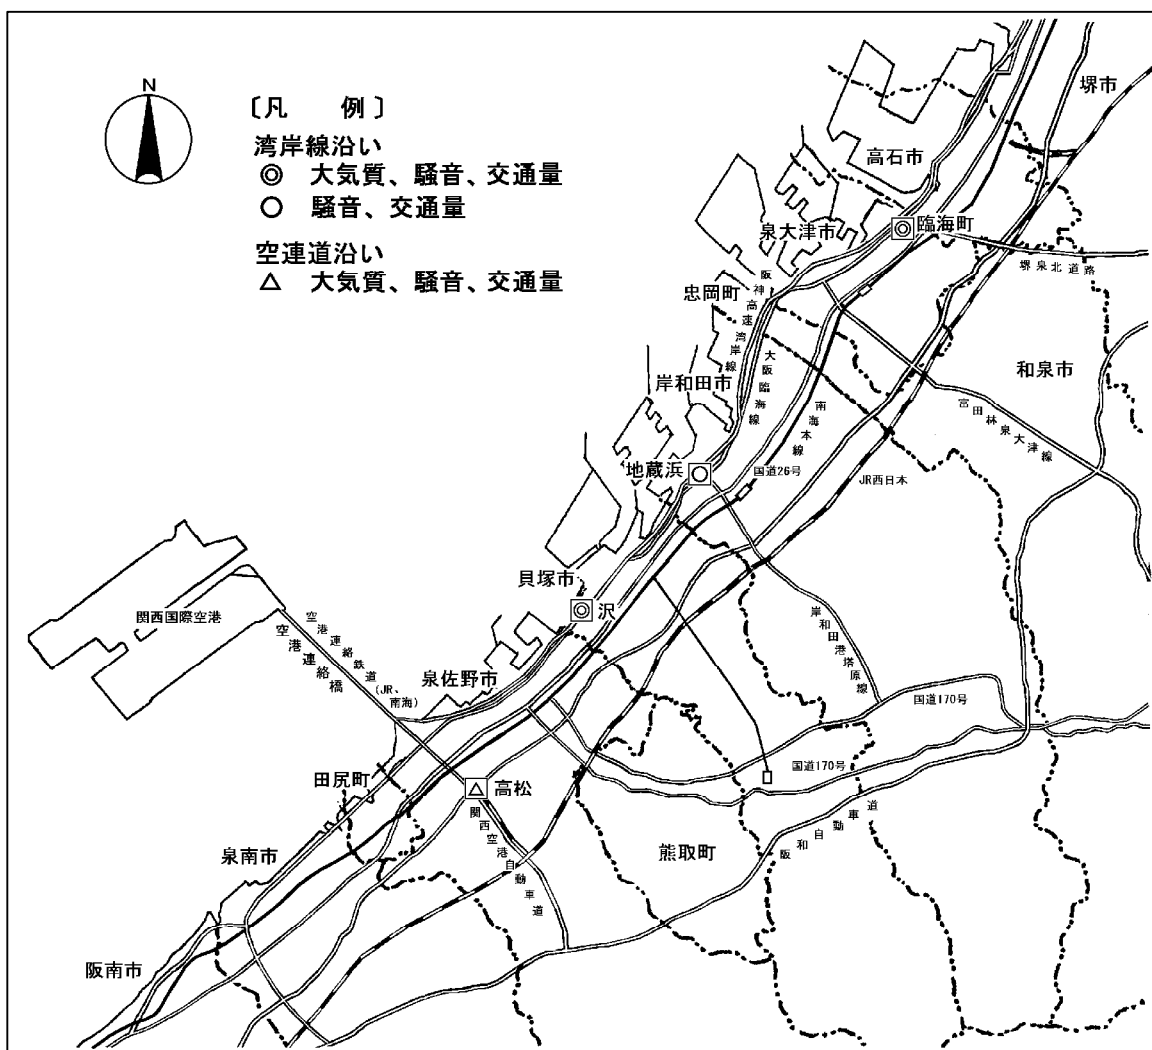 N
〔凡　例〕
湾岸線沿い
◎ 大気質、騒音、交通量
○ 騒音、交通量
空連道沿い
△ 大気質、騒音、交通量
堺市
高石市
臨海町
泉大津市
堺泉北道路
忠岡町
阪神高速湾岸線
大阪臨海線
和泉市
岸和田市
南海本線
富田林泉大津線
地蔵浜
国道26号
JR西日本
貝塚市
沢
関西国際空港
空港連絡鉄道
(JR、南海)
空港連絡橋
岸和田港塔原線
泉佐野市
国道170号
国道170号
田尻町
高松
関西空港自動車道
阪和自動車道
熊取町
泉南市
阪南市